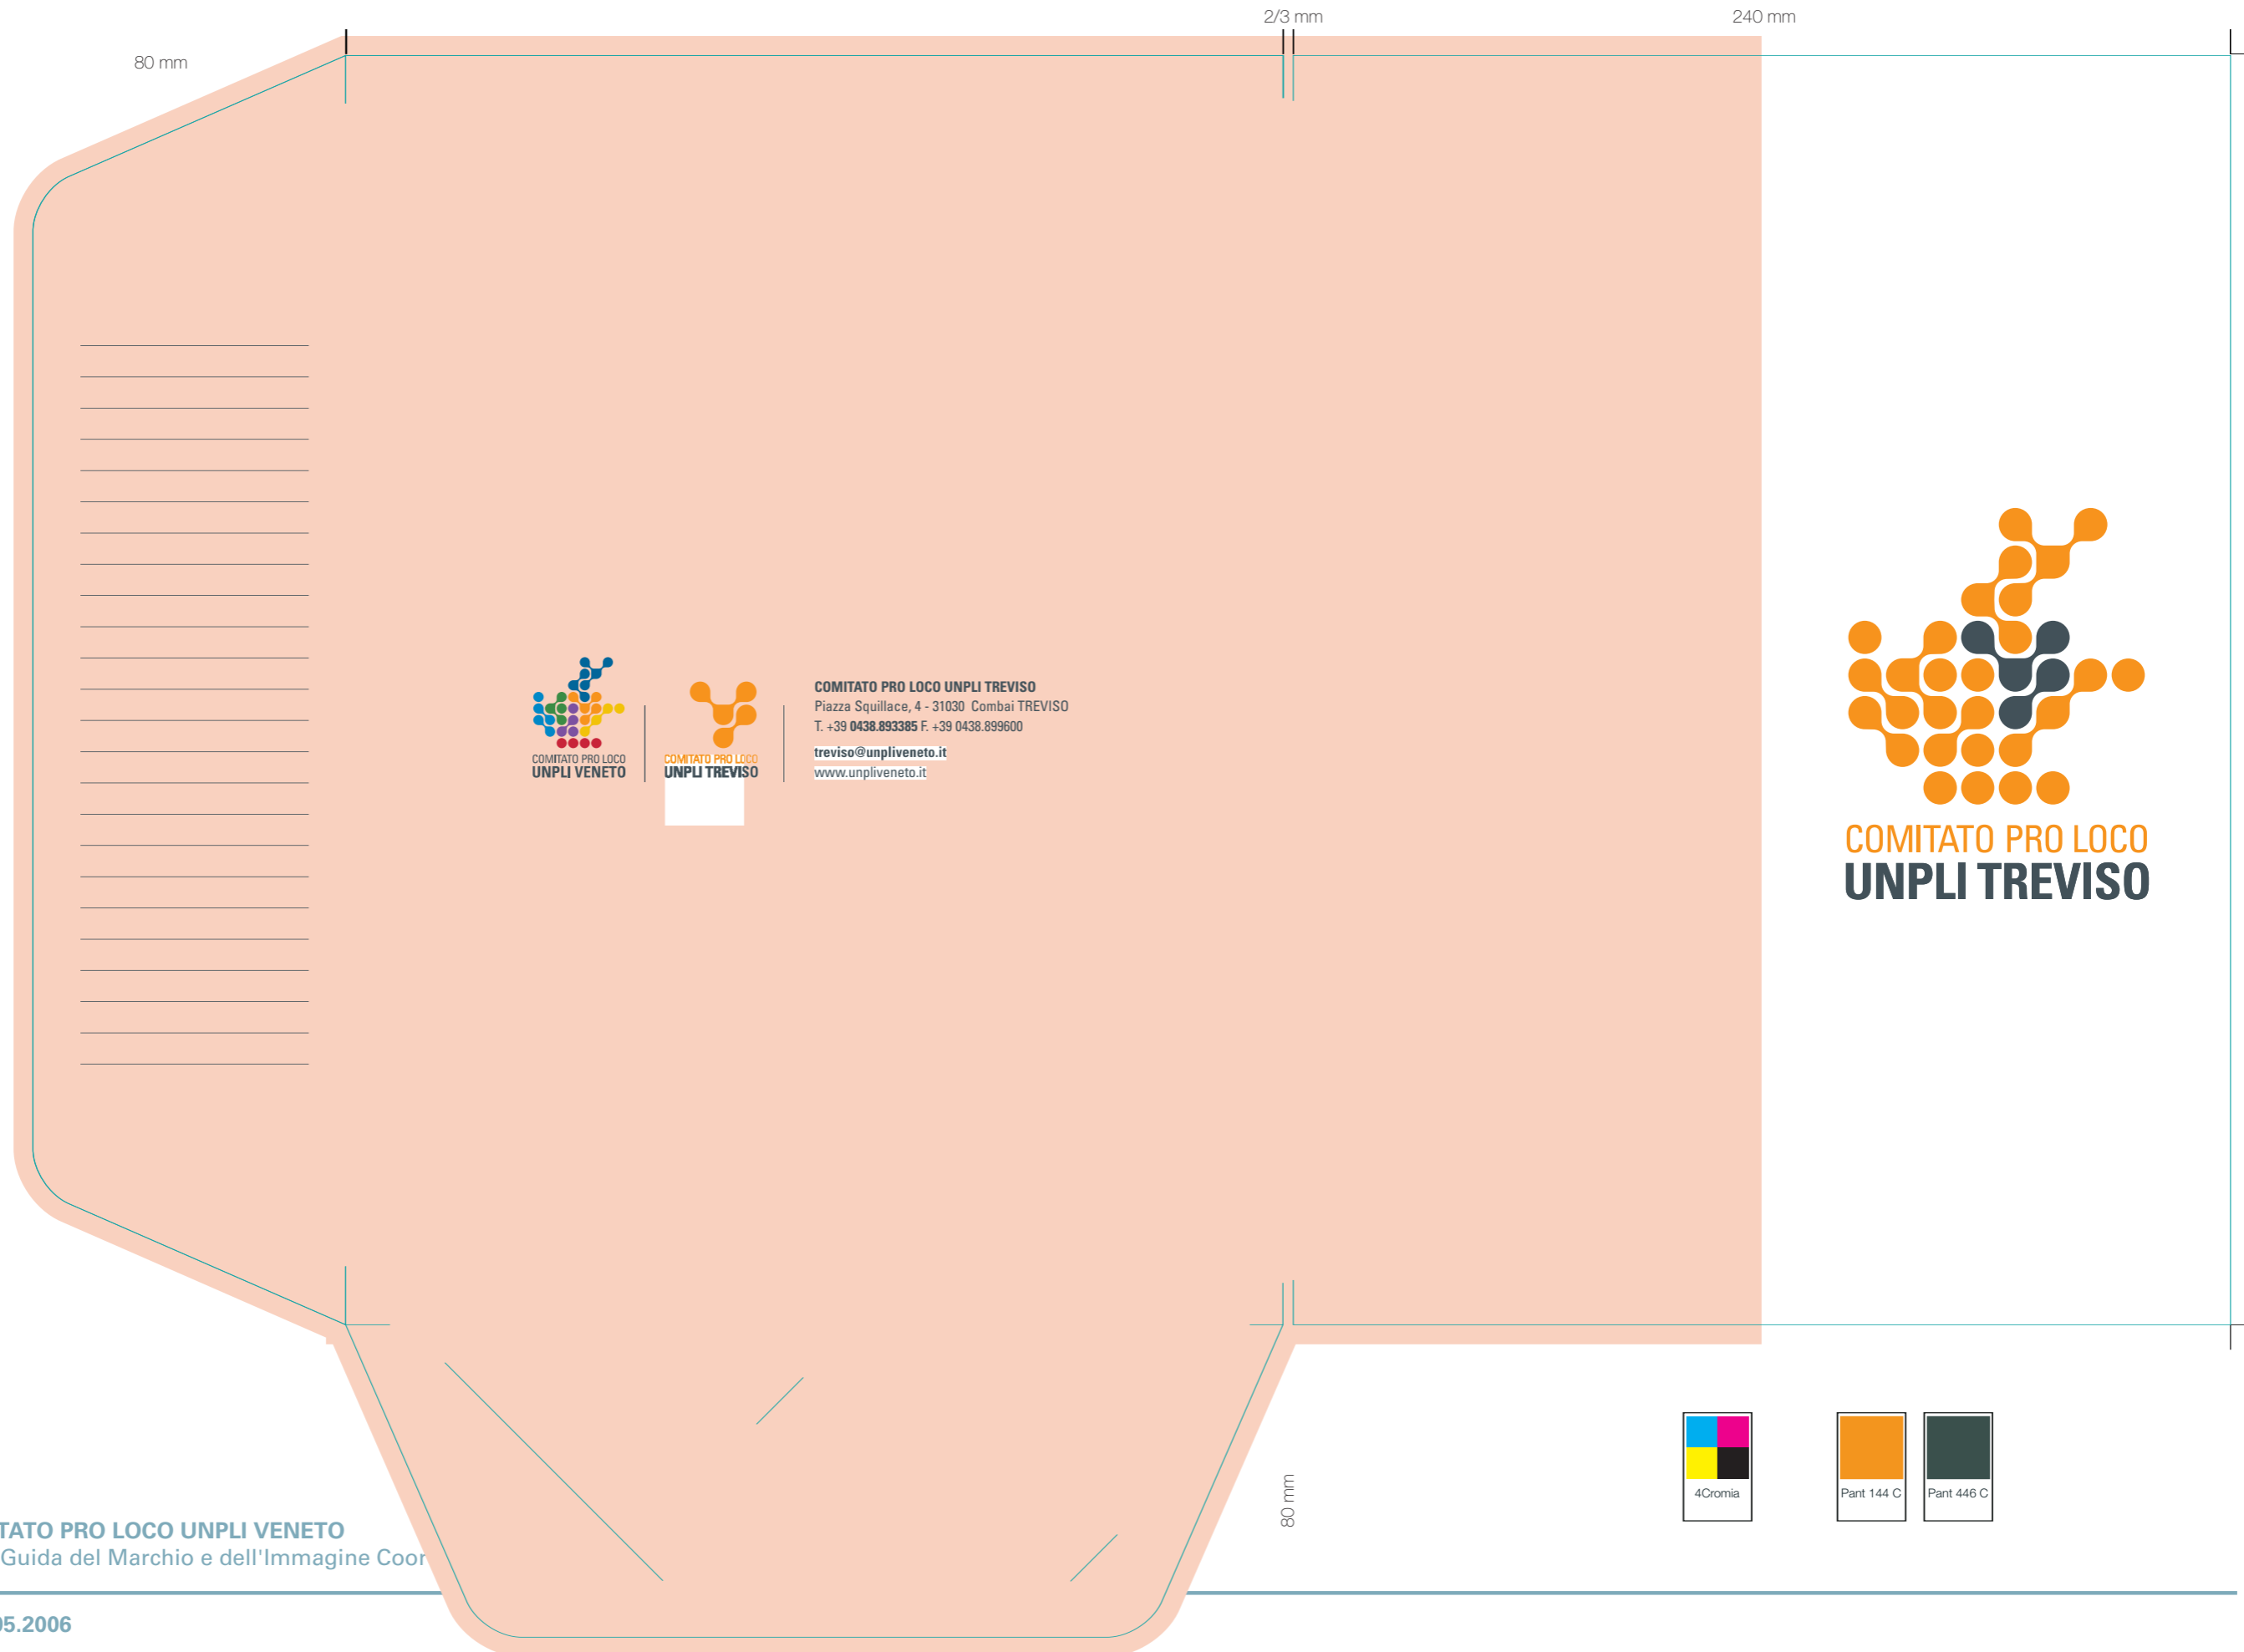 2/3 mm
240 mm
80 mm
COMITATO PRO LOCO
UNPLI VENETO
COMITATO PRO LOCO
UNPLI TREVISO
COMITATO PRO LOCO UNPLI TREVISO
Piazza Squillace, 4 - 31030 Combai TREVISO
T. +39 0438.893385 F. +39 0438.899600
treviso@unpliveneto.it
www.unpliveneto.it
COMITATO PRO LOCO
UNPLI TREVISO
80 mm
4Cromia
Pant 144 C
Pant 446 C
TATO PRO LOCO UNPLI VENETO
Guida del Marchio e dell'Immagine Coor
05.2006